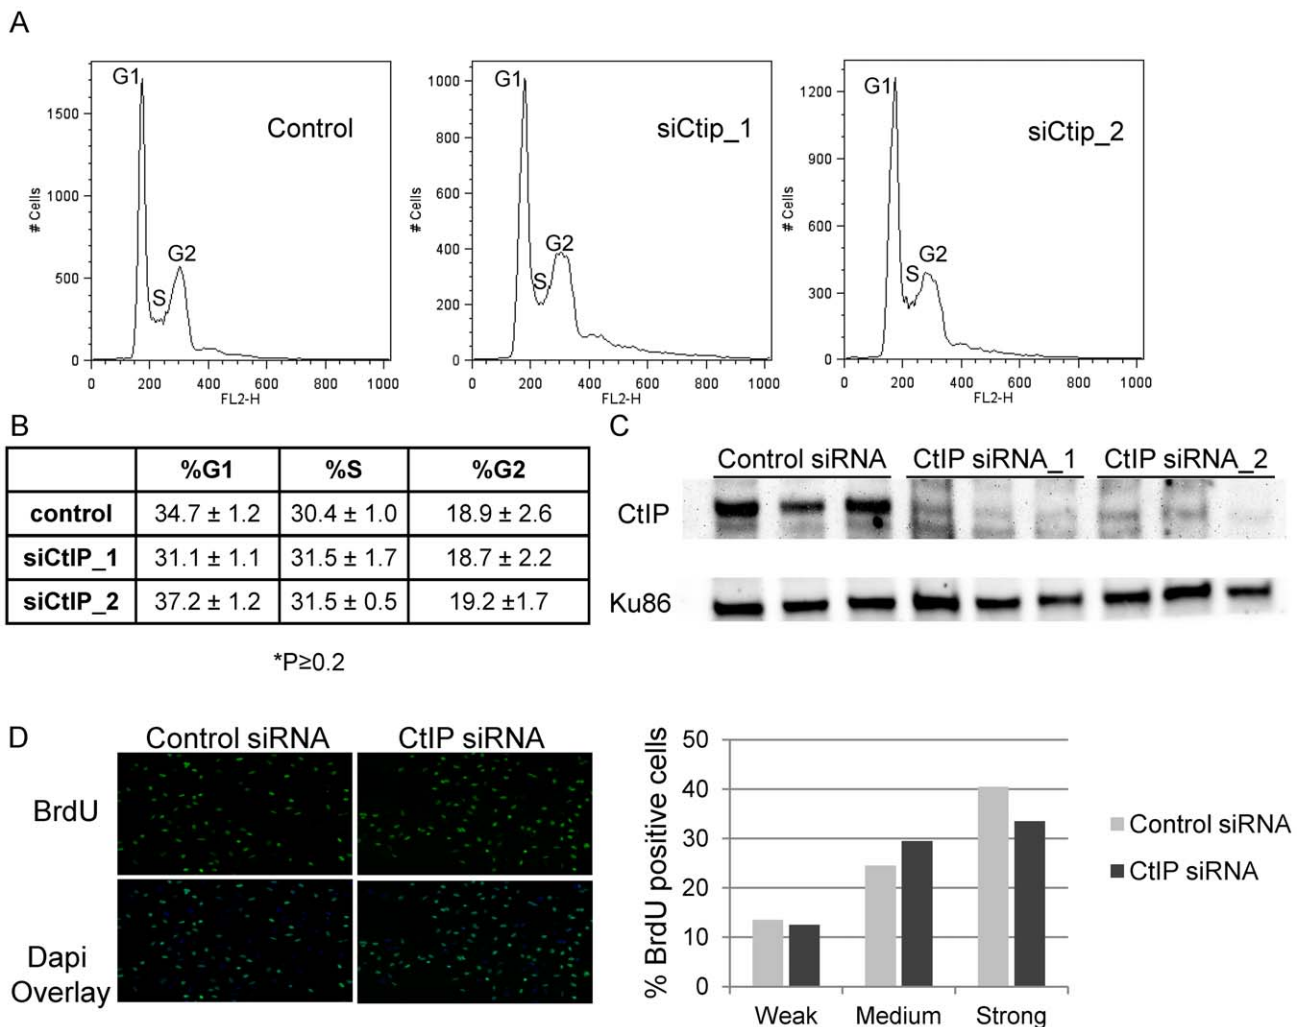 A
G1
S
G2
Control
# Cells
1500
1000
500
0
0 200 400 600 800 1000
FL2-H
G1
S
G2
siCtip_1
# Cells
1000
800
600
400
200
0
0 200 400 600 800 1000
FL2-H
G1
S
G2
siCtip_2
# Cells
1200
900
600
300
0
0 200 400 600 800 1000
FL2-H
B
%G1 %S %G2
control 34.7 ± 1.2 30.4 ± 1.0 18.9 ± 2.6
siCtIP_1 31.1 ± 1.1 31.5 ± 1.7 18.7 ± 2.2
siCtIP_2 37.2 ± 1.2 31.5 ± 0.5 19.2 ±1.7
*P≥0.2
C
Control siRNA CtIP siRNA_1 CtIP siRNA_2
CtIP
Ku86
D
Control siRNA CtIP siRNA
BrdU
Dapi
Overlay
% BrdU positive cells
50
40
30
20
10
0
Weak Medium Strong
Control siRNA
CtIP siRNA